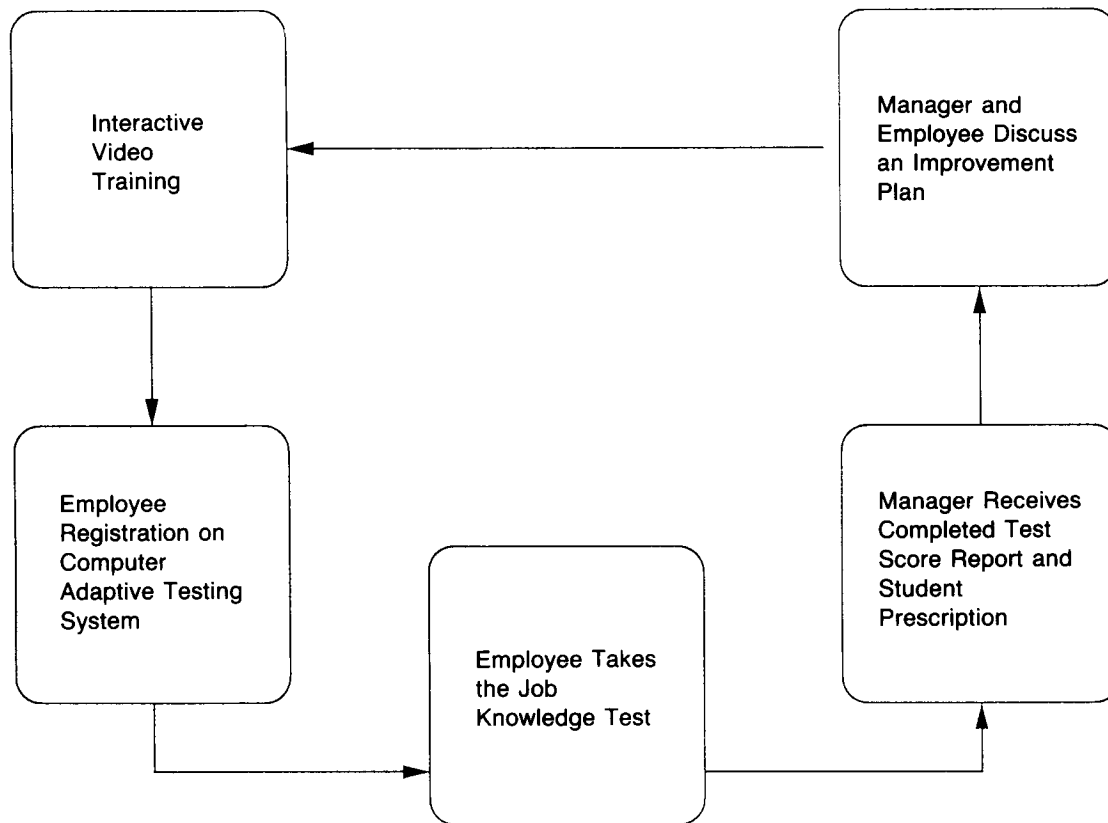 Interactive
Video
Training
Manager and
Employee Discuss
an Improvement
Plan
Employee
Registration on
Computer
Adaptive Testing
System
Employee Takes
the Job
Knowledge Test
Manager Receives
Completed Test
Score Report and
Student
Prescription